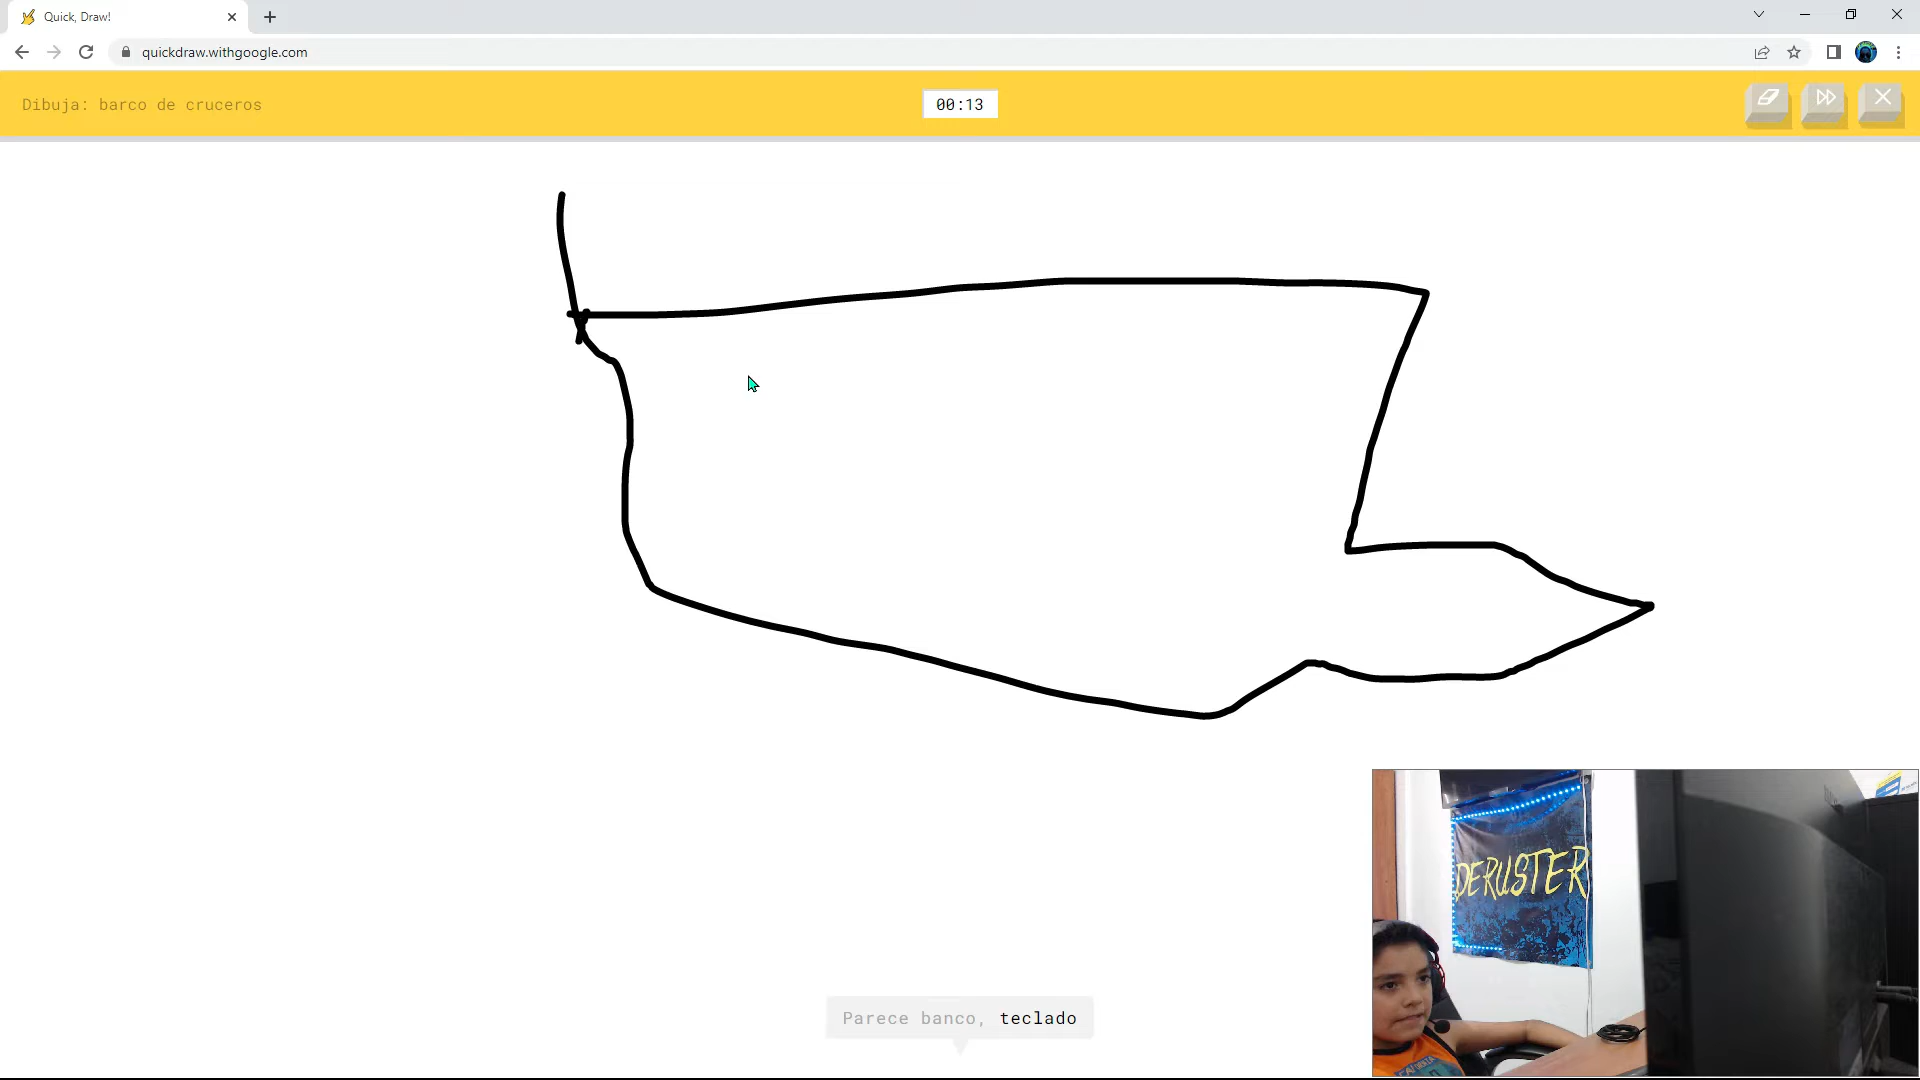 Quick, Draw!
quickdraw.withgoogle.com
Dibuja: barco de cruceros
00:13
DERUSTER
Parece banco, teclado